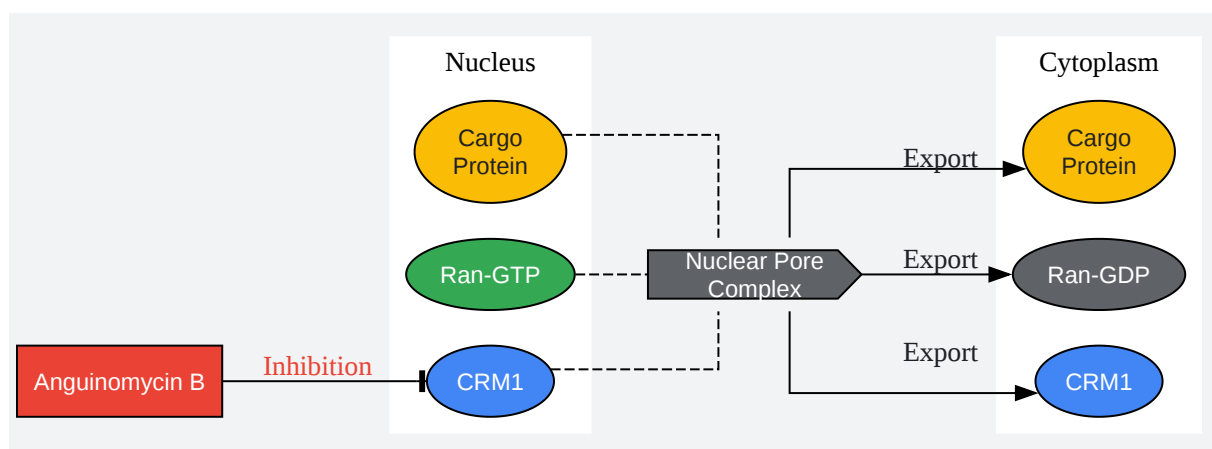 Nucleus
Cytoplasm
Cargo
Protein
Export
Cargo
Protein
Ran-GTP
Nuclear Pore
Complex
Export
Ran-GDP
Anguinomycin B
Inhibition
CRM1
Export
CRM1